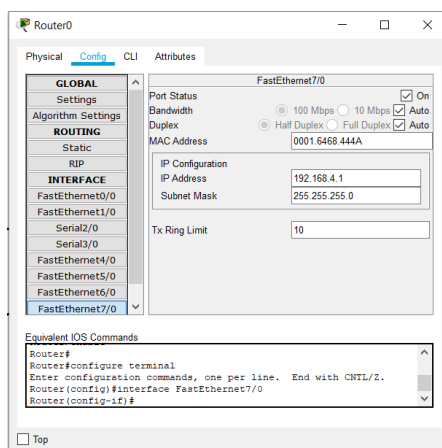 Router0
Physical Config CLI Attributes
GLOBAL
Settings
Algorithm Settings
ROUTING
Static
RIP
INTERFACE
FastEthernet0/0
FastEthernet1/0
Serial2/0
Serial3/0
FastEthernet4/0
FastEthernet5/0
FastEthernet6/0
FastEthernet7/0
FastEthernet7/0
Port Status On
Bandwidth 100 Mbps 10 Mbps Auto
Duplex Half Duplex Full Duplex Auto
MAC Address 0001.6468.444A
IP Configuration
IP Address 192.168.4.1
Subnet Mask 255.255.255.0
Tx Ring Limit 10
Equivalent IOS Commands
Router#
Router#configure terminal
Enter configuration commands, one per line. End with CNTL/Z.
Router(config)#interface FastEthernet7/0
Router(config-if)#
Top